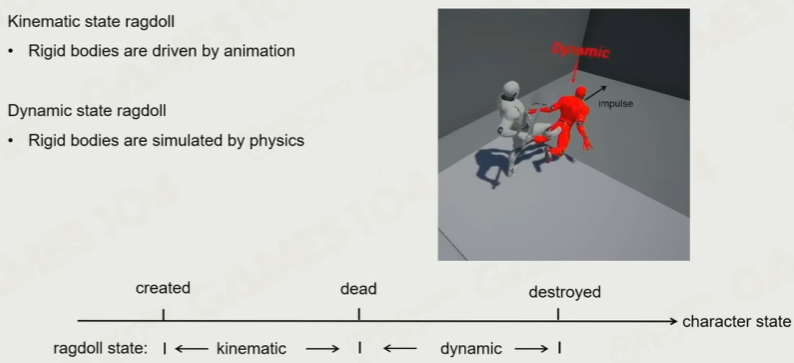 Kinematic state ragdoll
• Rigid bodies are driven by animation
Dynamic state ragdoll
• Rigid bodies are simulated by physics
Dynamic
impulse
created
dead
destroyed
character state
ragdoll state:
kinematic
dynamic
GAMES104